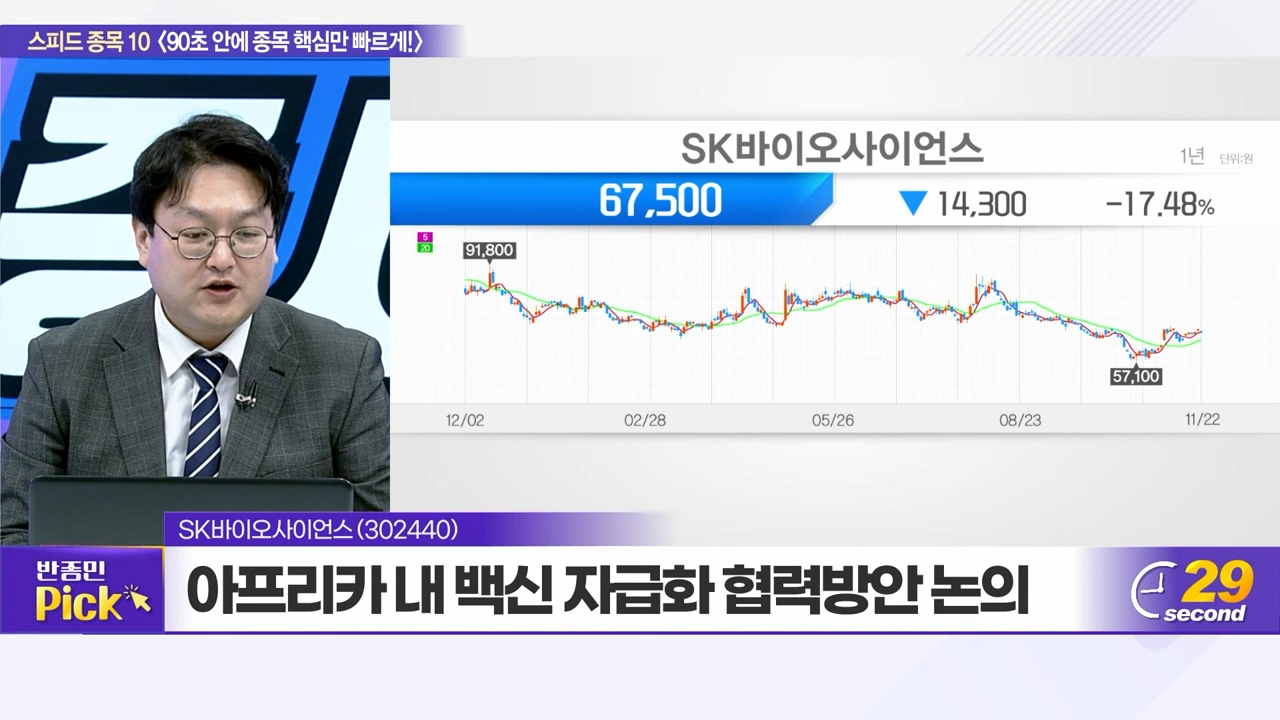 스피드 종목 10 〈90초 안에 종목 핵심만 빠르게!〉
SK바이오사이언스
1년 단위:원
67,500 ▼ 14,300 -17.48%
5
20
91,800
57,100
12/02 02/28 05/26 08/23 11/22
SK바이오사이언스 (302440)
반종민
Pick
아프리카 내 백신 자급화 협력방안 논의
29
second